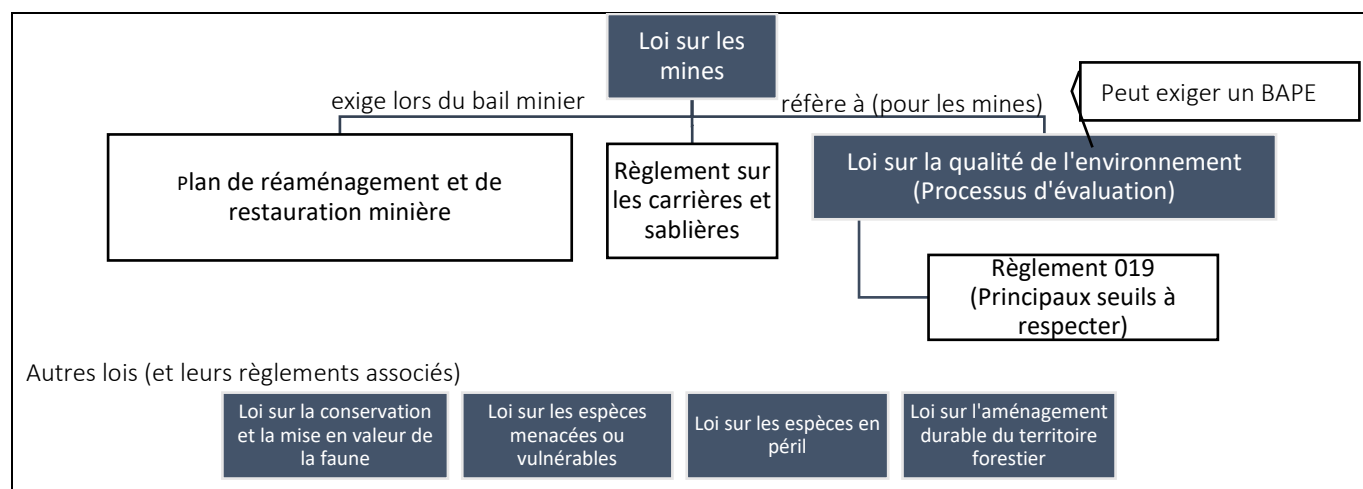 Loi sur les
mines
exige lors du bail minier
réfère à (pour les mines)
Peut exiger un BAPE
Plan de réaménagement et de
restauration minière
Règlement sur
les carrières et
sablières
Loi sur la qualité de l'environnement
(Processus d'évaluation)
Règlement 019
(Principaux seuils à
respecter)
Autres lois (et leurs règlements associés)
Loi sur la conservation
et la mise en valeur de
la faune
Loi sur les espèces
menacées ou
vulnérables
Loi sur les espèces en
péril
Loi sur l'aménagement
durable du territoire
forestier